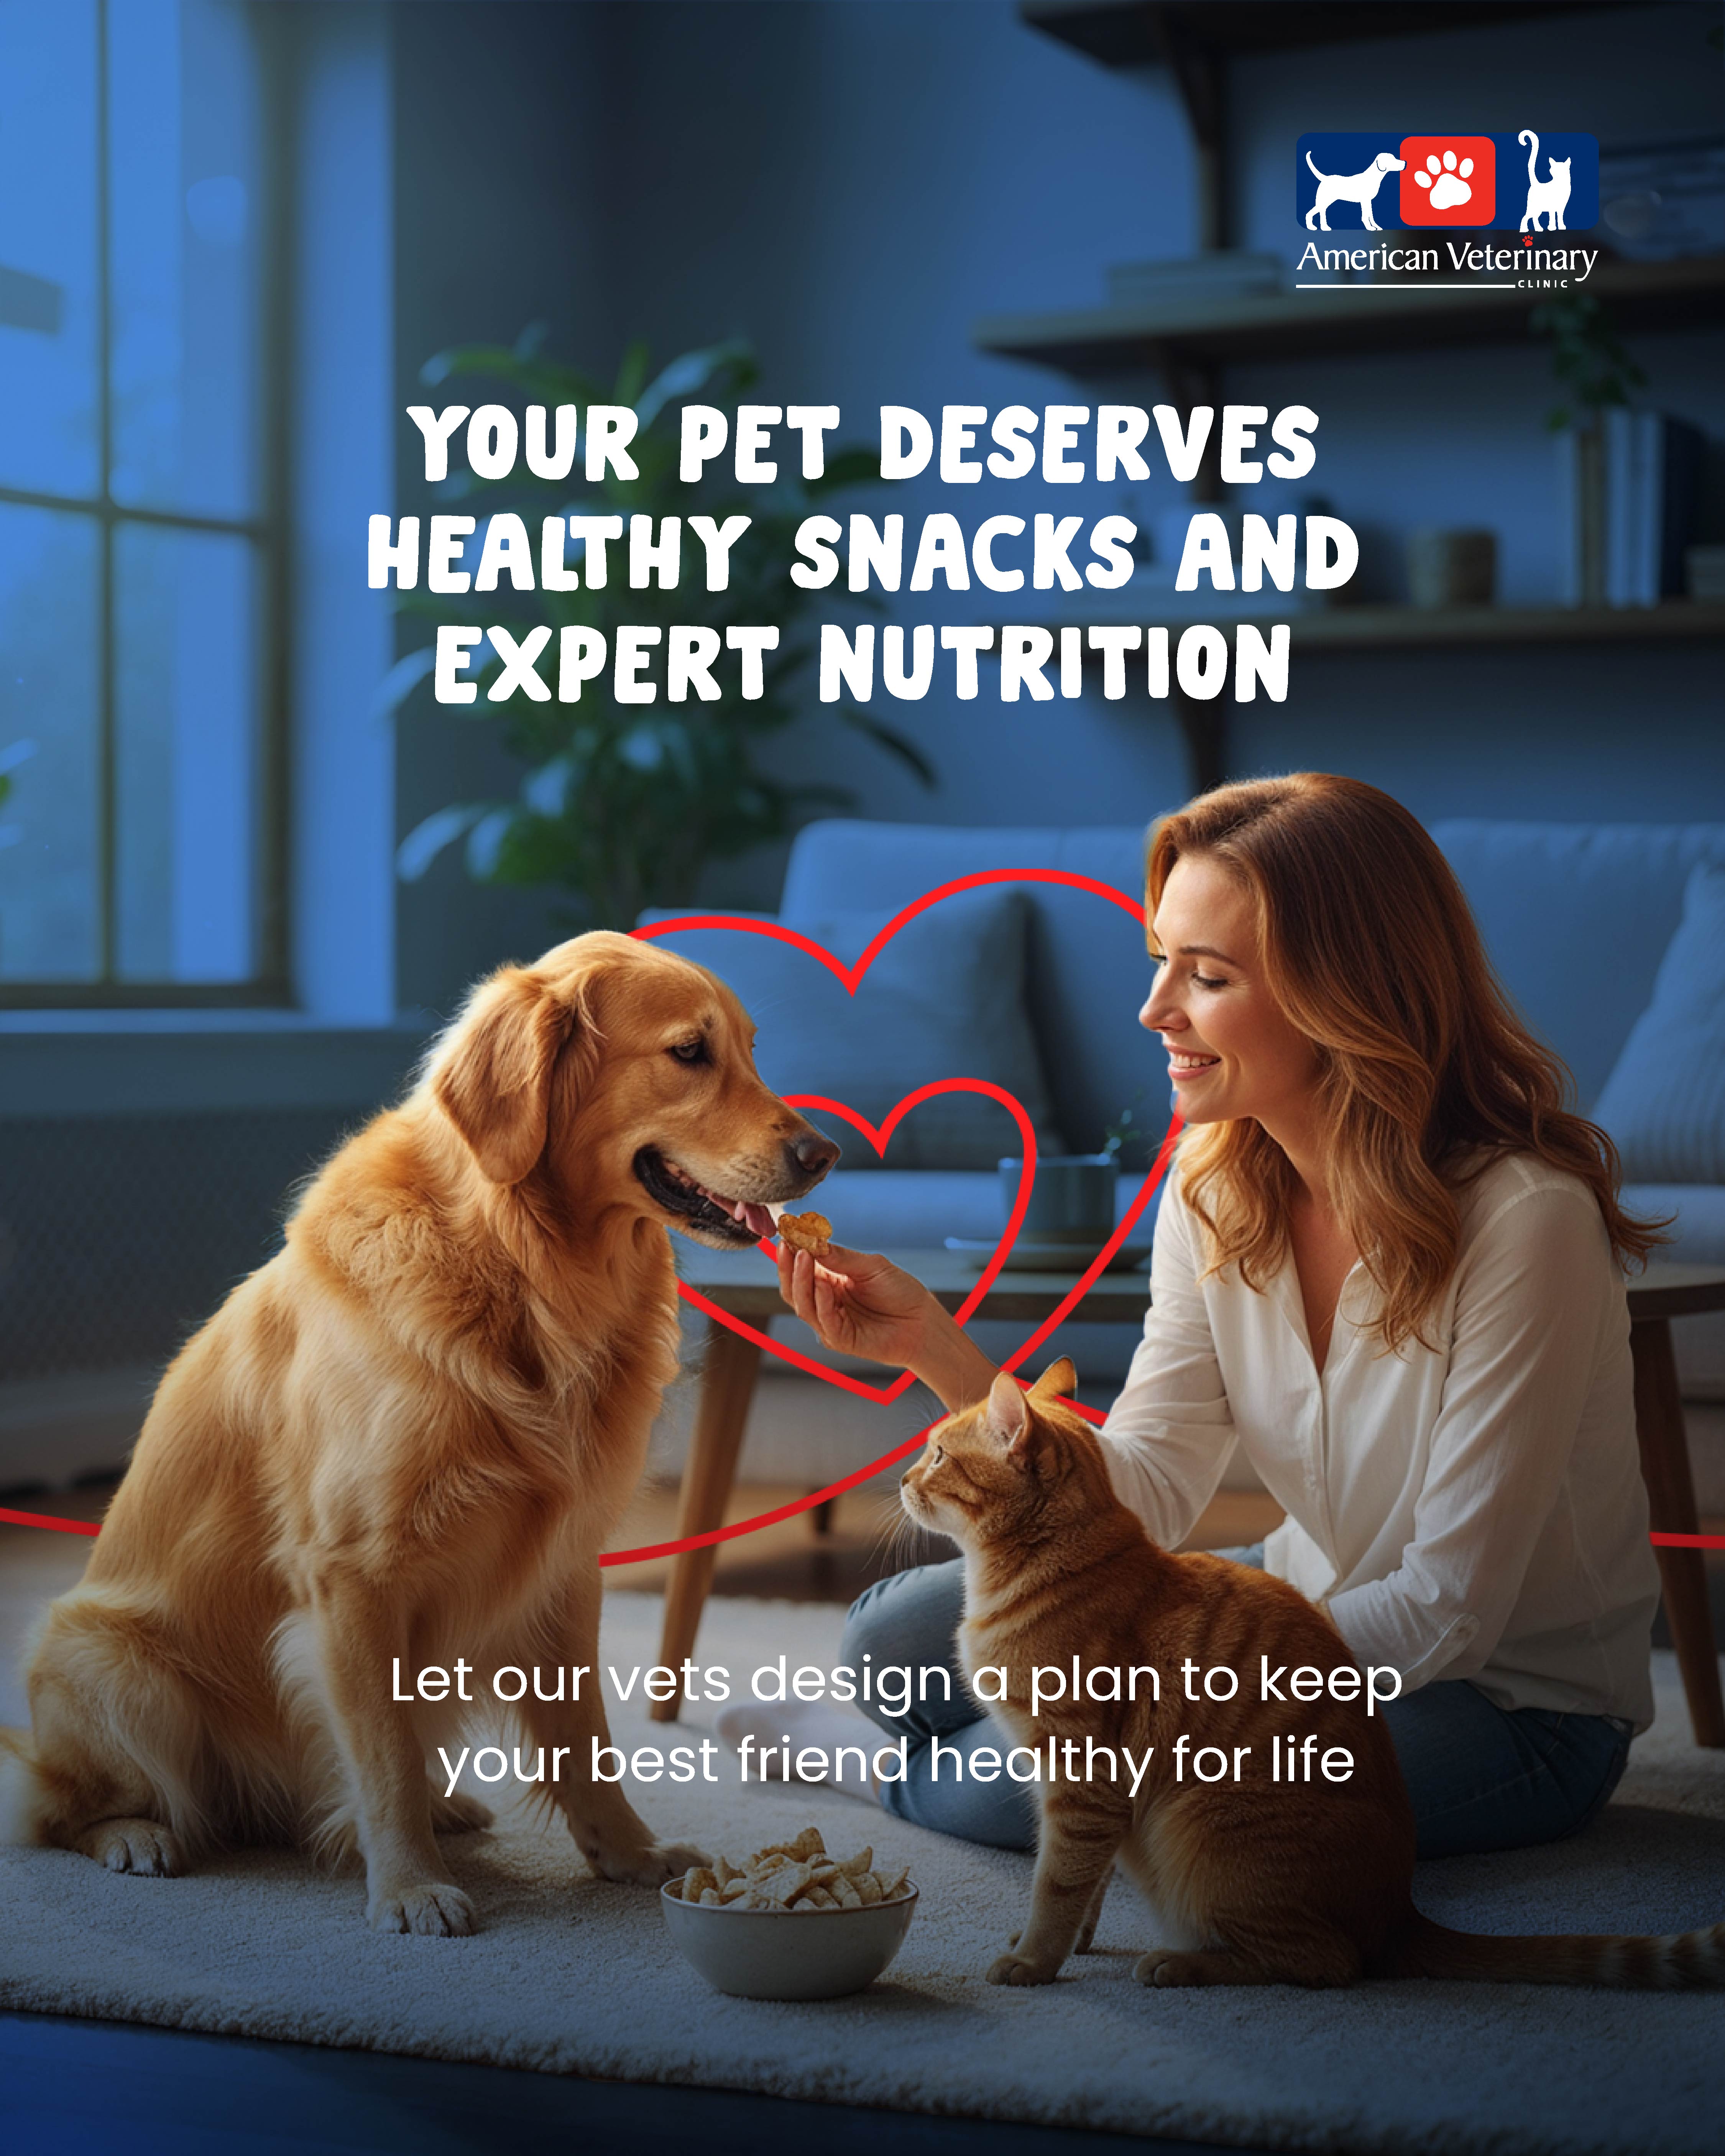 American Veterinary
CLINIC
YOUR PET DESERVES
HEALTHY SNACKS AND
EXPERT NUTRITION
Let our vets design a plan to keep
your best friend healthy for life